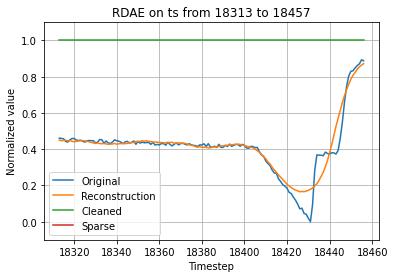 RDAE on ts from 18313 to 18457
Normalized value
1.0
0.8
0.6
0.4
0.2
0.0
Original
Reconstruction
Cleaned
Sparse
18320 18340 18360 18380 18400 18420 18440 18460
Timestep